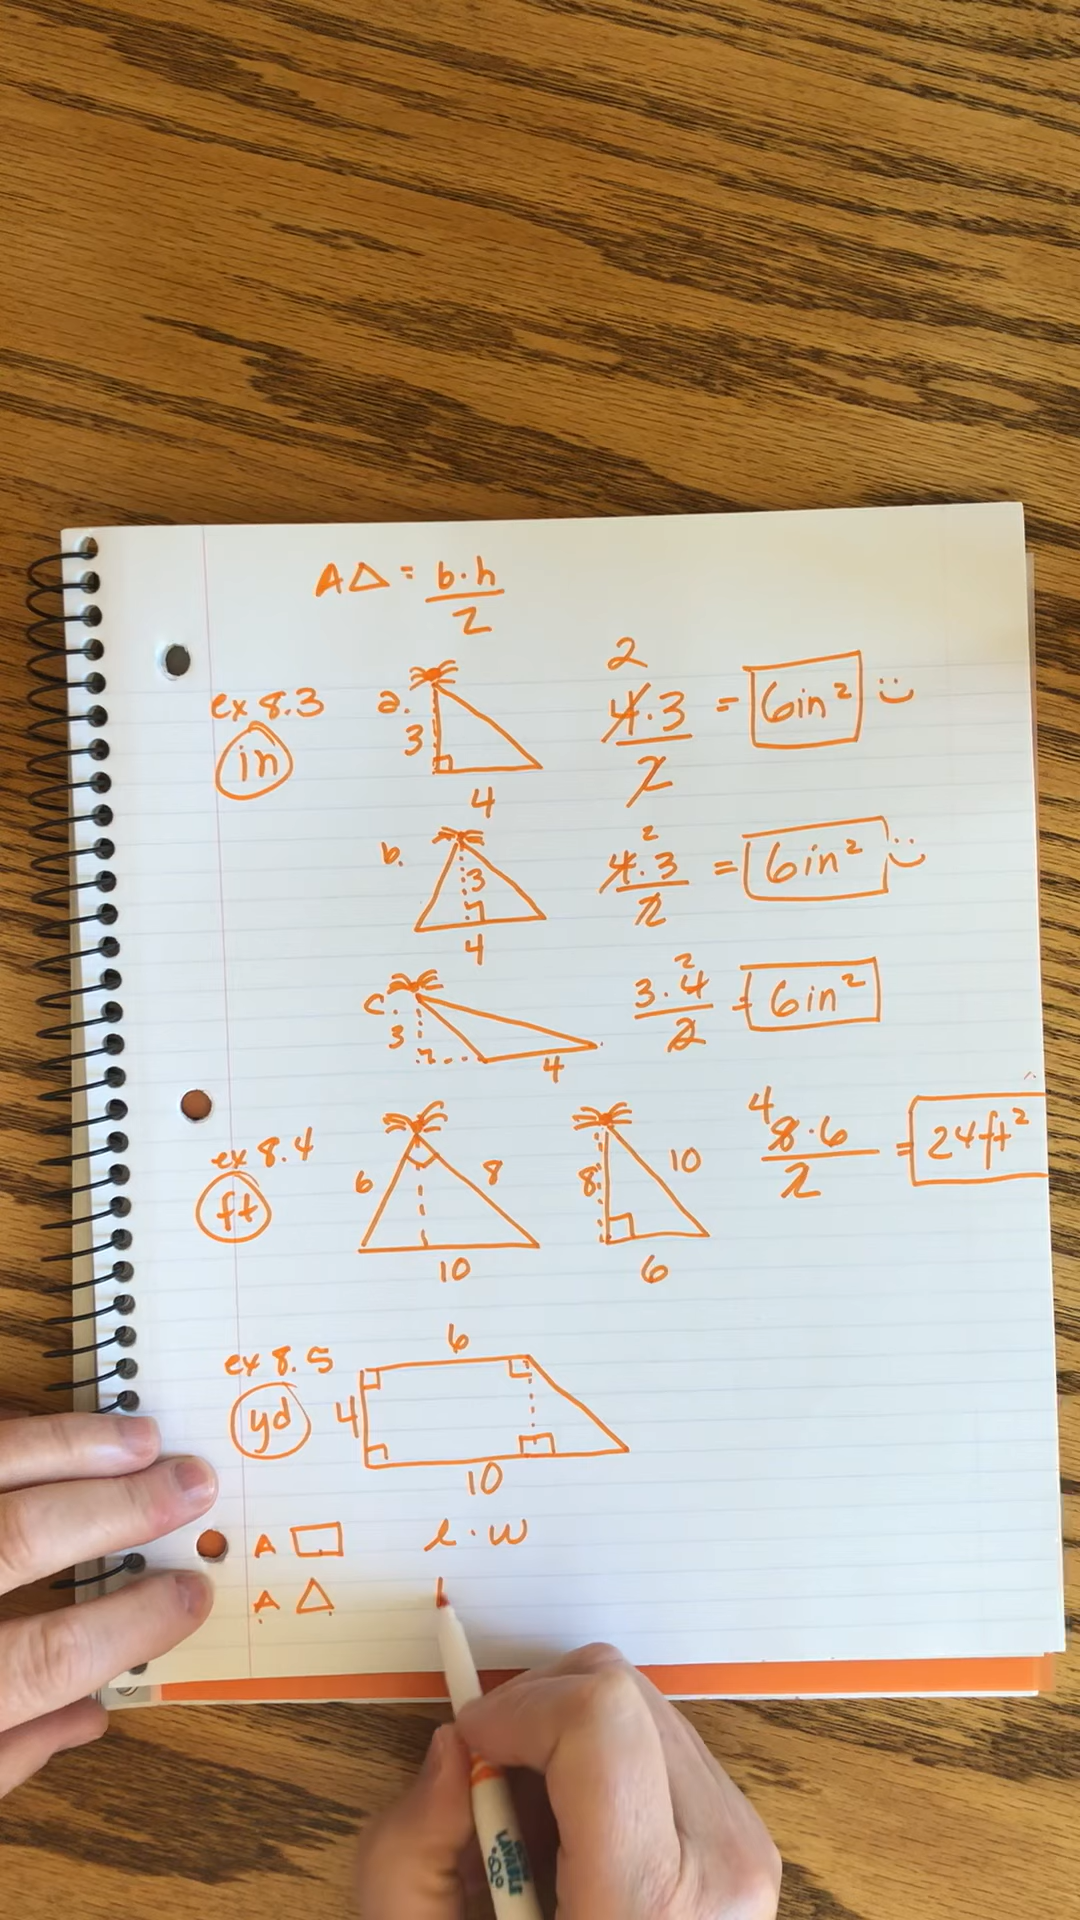 A△ = b·h
2
ex 8.3
in
a.
3
4
2
4·3 = 6in² :)
2
b.
3
4
2
4·3 = 6in² :)
2
c.
3
4
2
3·4 = 6in²
2
ex 8.4
ft
6
8
10
8
10
6
4
8·6 = 24ft²
2
ex 8.5
yd
6
4
10
A ▭ l·w
A △
WASHABLE